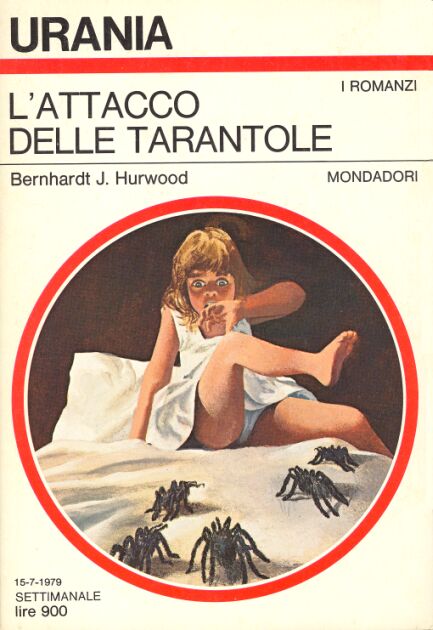 URANIA
I ROMANZI
L'ATTACCO
DELLE TARANTOLE
Bernhardt J. Hurwood
MONDADORI
15-7-1979
SETTIMANALE
lire 900